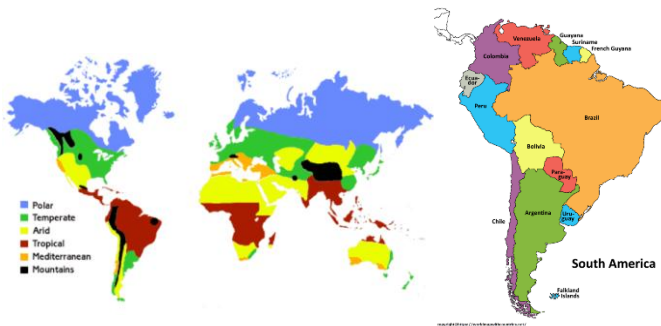 Polar
Temperate
Arid
Tropical
Mediterranean
Mountains
Venezuela
Guayana
Suriname
French Guyana
Colombia
Ecua-
dor
Peru
Brazil
Bolivia
Para-
guay
Chile
Argentina
Uru-
guay
South America
Falkland
Islands